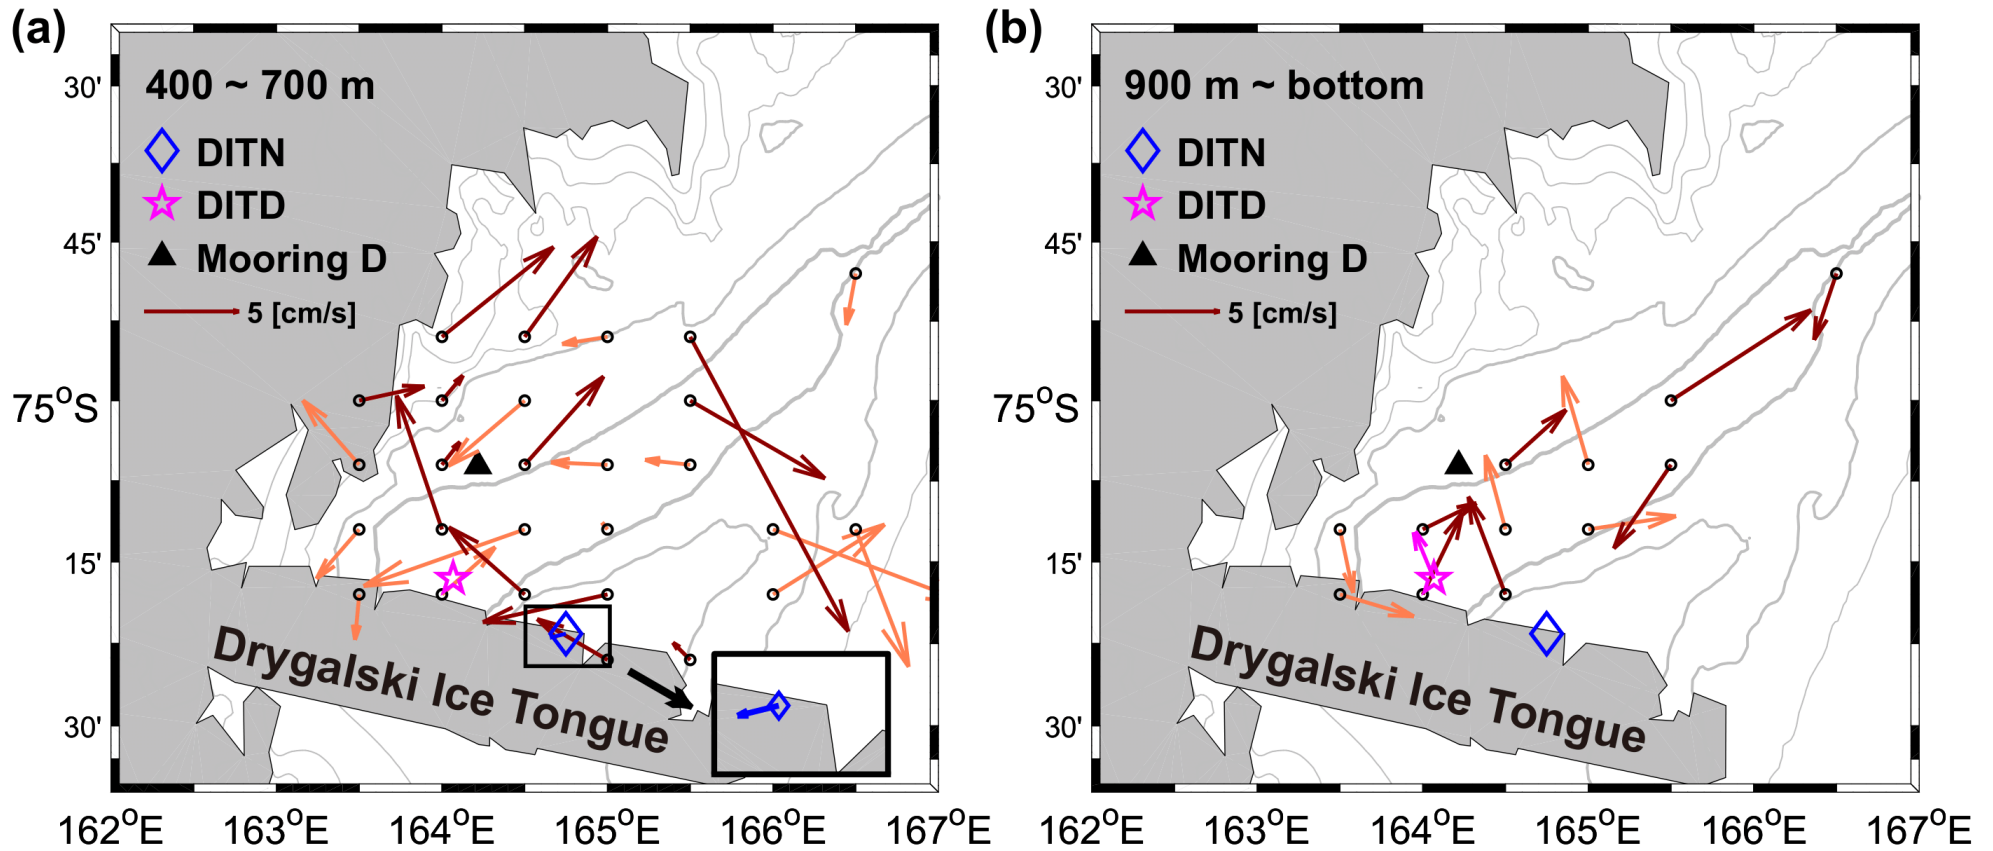 (a)
400 ~ 700 m
DITN
DITD
Mooring D
5 [cm/s]
30'
45'
75°S
15'
30'
Drygalski Ice Tongue
162°E 163°E 164°E 165°E 166°E 167°E
(b)
900 m ~ bottom
DITN
DITD
Mooring D
5 [cm/s]
30'
45'
75°S
15'
30'
Drygalski Ice Tongue
162°E 163°E 164°E 165°E 166°E 167°E